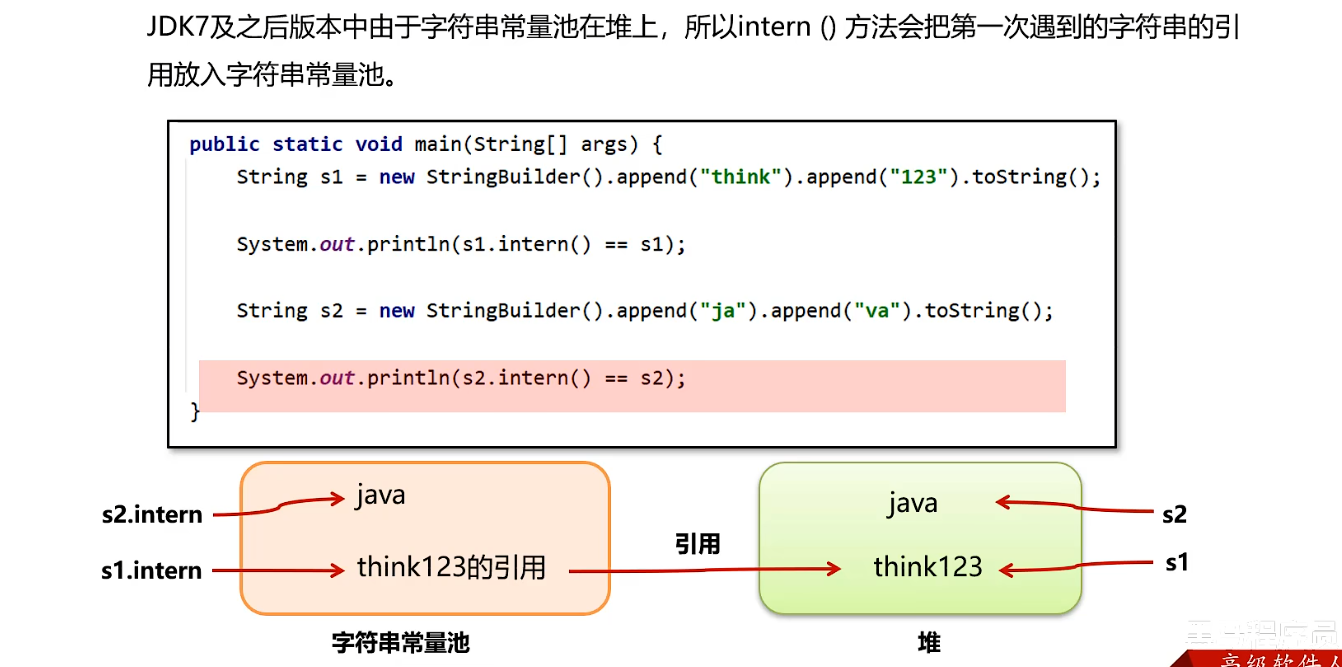 JDK7及之后版本中由于字符串常量池在堆上，所以intern () 方法会把第一次遇到的字符串的引
用放入字符串常量池。
public static void main(String[] args) {
String s1 = new StringBuilder().append("think").append("123").toString();
System.out.println(s1.intern() == s1);
String s2 = new StringBuilder().append("ja").append("va").toString();
System.out.println(s2.intern() == s2);
}
java
java
s2.intern
s2
引用
s1.intern
think123的引用
think123
s1
字符串常量池
堆
高级软件人